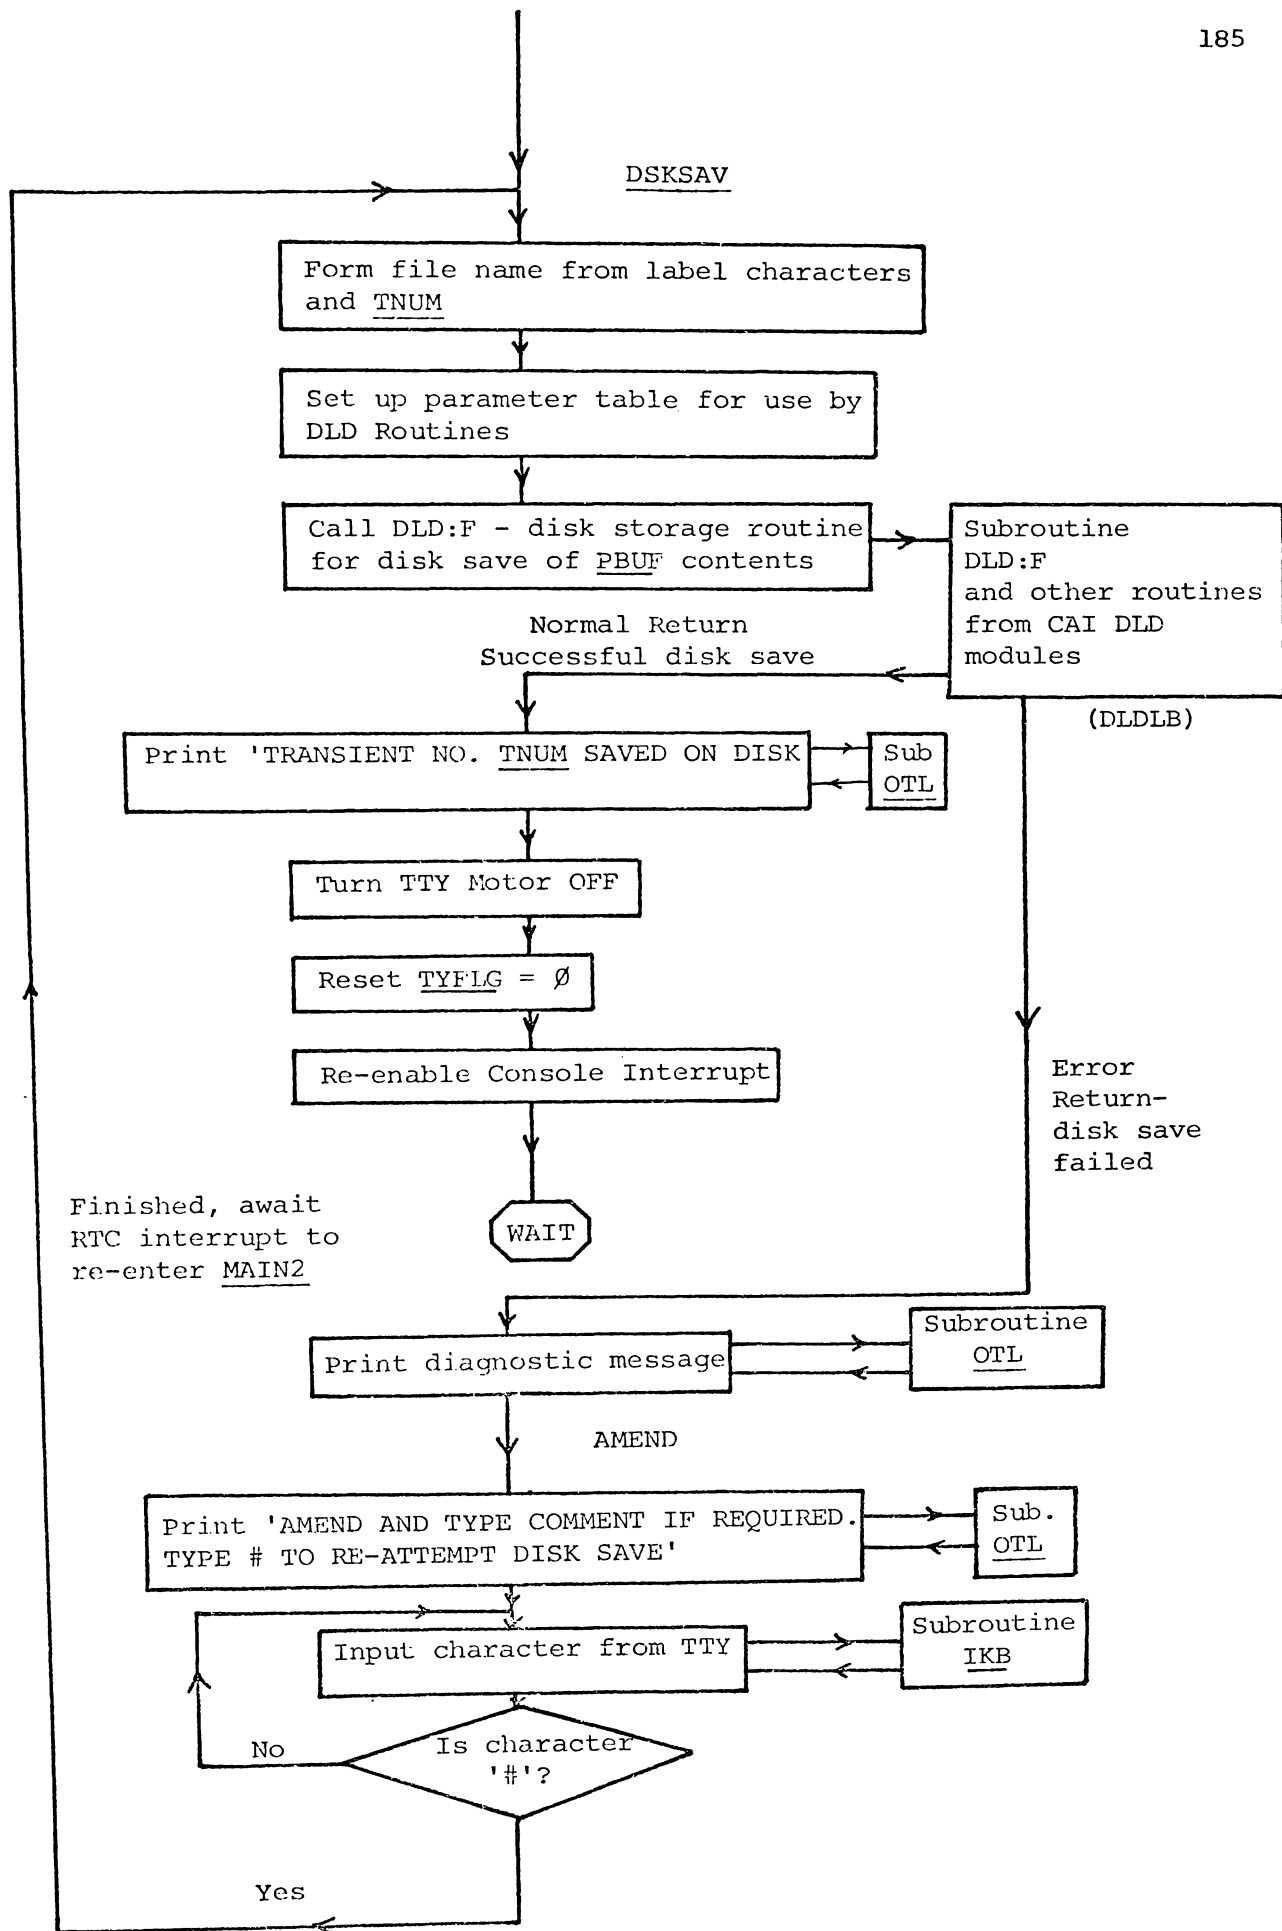 185
DSKSAV
Form file name from label characters
and TNUM
Set up parameter table for use by
DLD Routines
Call DLD:F - disk storage routine
for disk save of PBUF contents
Subroutine
DLD:F
and other routines
from CAI DLD
modules
(DLDLB)
Normal Return
Successful disk save
Print 'TRANSIENT NO. TNUM SAVED ON DISK
Sub
OTL
Turn TTY Motor OFF
Reset TYFLG = Ø
Re-enable Console Interrupt
Error
Return-
disk save
failed
Finished, await
RTC interrupt to
re-enter MAIN2
WAIT
Print diagnostic message
Subroutine
OTL
AMEND
Print 'AMEND AND TYPE COMMENT IF REQUIRED.
TYPE # TO RE-ATTEMPT DISK SAVE'
Sub.
OTL
Input character from TTY
Subroutine
IKB
Is character
'#'?
No
Yes